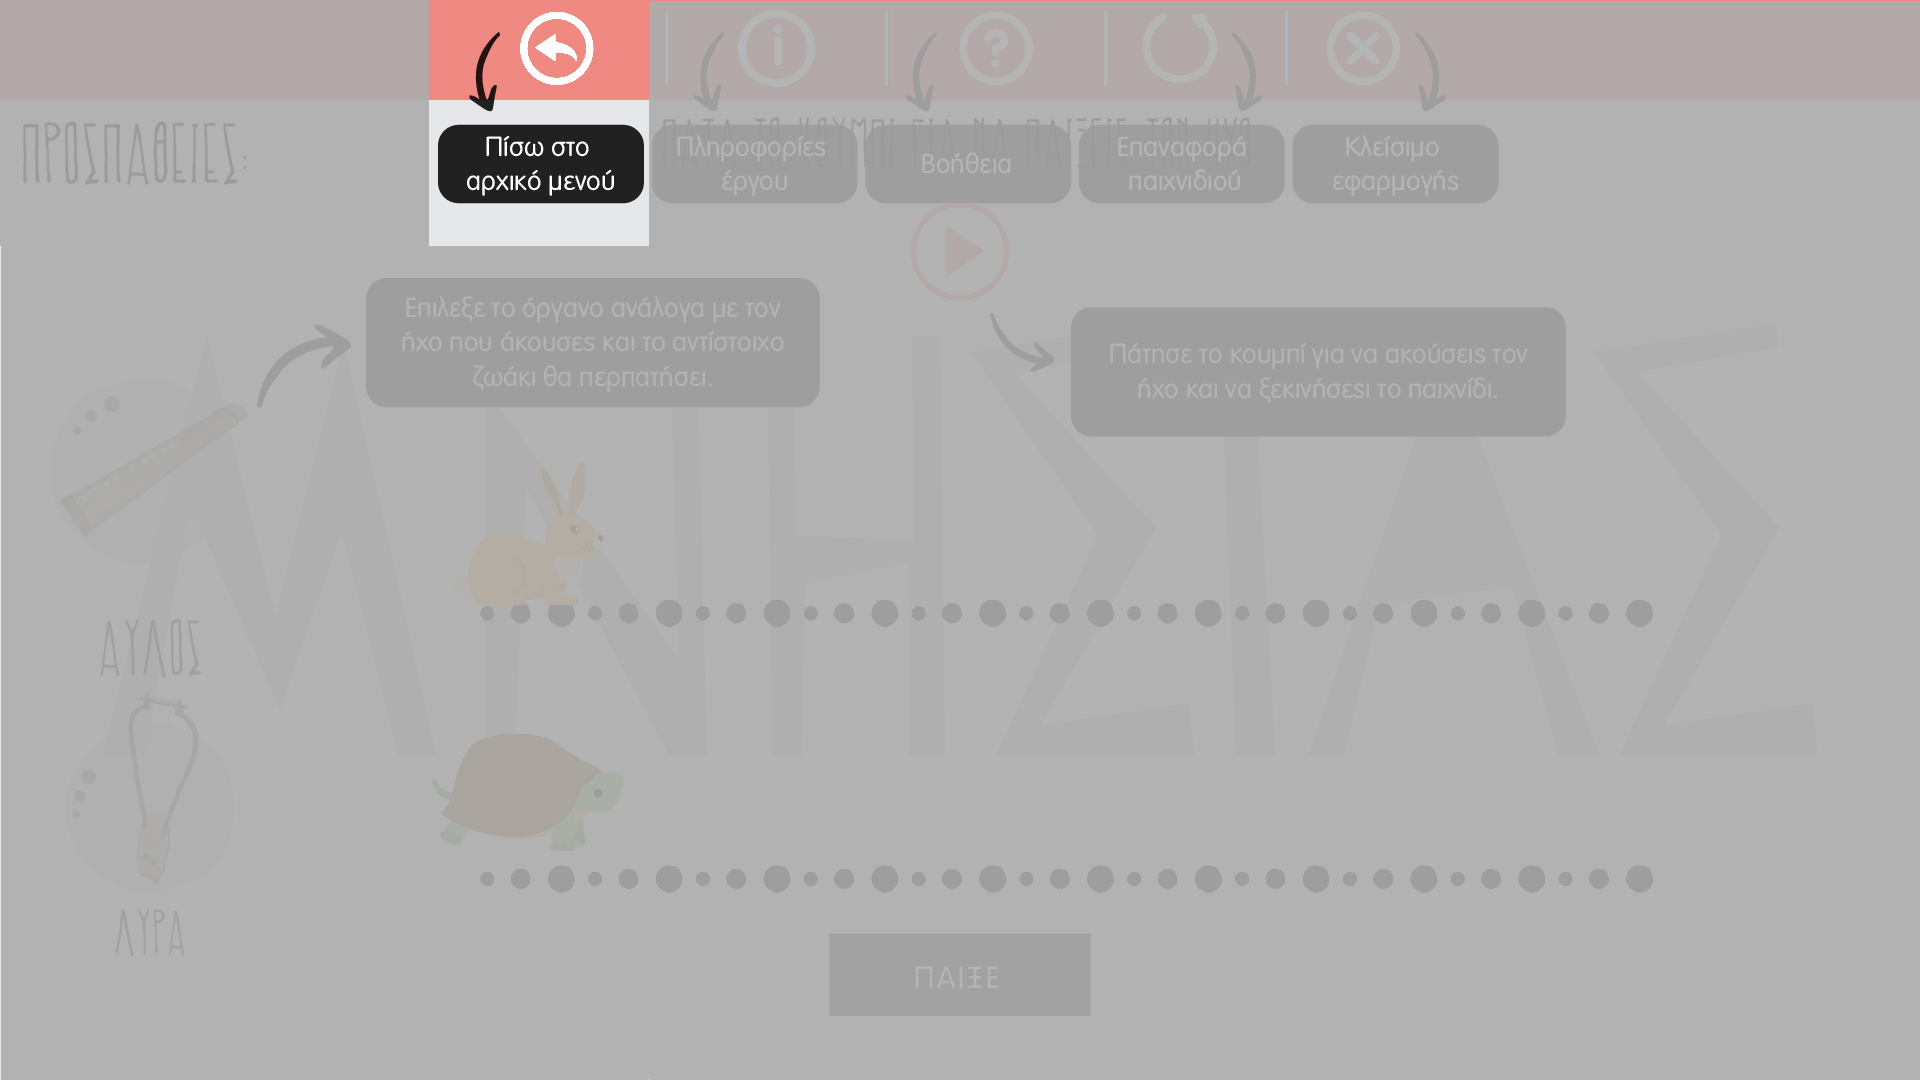 ΠΡΟΣΠΑΘΕΙΕΣ:
ΠΑΤΑ ΤΟ ΚΟΥΜΠΙ ΓΙΑ ΝΑ ΠΑΙΞΕΙΣ ΤΟΝ ΗΧΟ
Πίσω στο
αρχικό μενού
Πληροφορίες
έργου
Βοήθεια
Επαναφορά
παιχνιδιού
Κλείσιμο
εφαρμογής
Επιλεξε το όργανο ανάλογα με τον
ήχο που άκουσες και το αντίστοιχο
ζωάκι θα περπατήσει.
Πάτησε το κουμπί για να ακούσεις τον
ήχο και να ξεκινήσεσι το παιχνίδι.
ΜΝΗΣΙΑΣ
ΑΥΛΟΣ
ΛΥΡΑ
ΠΑΙΞΕ